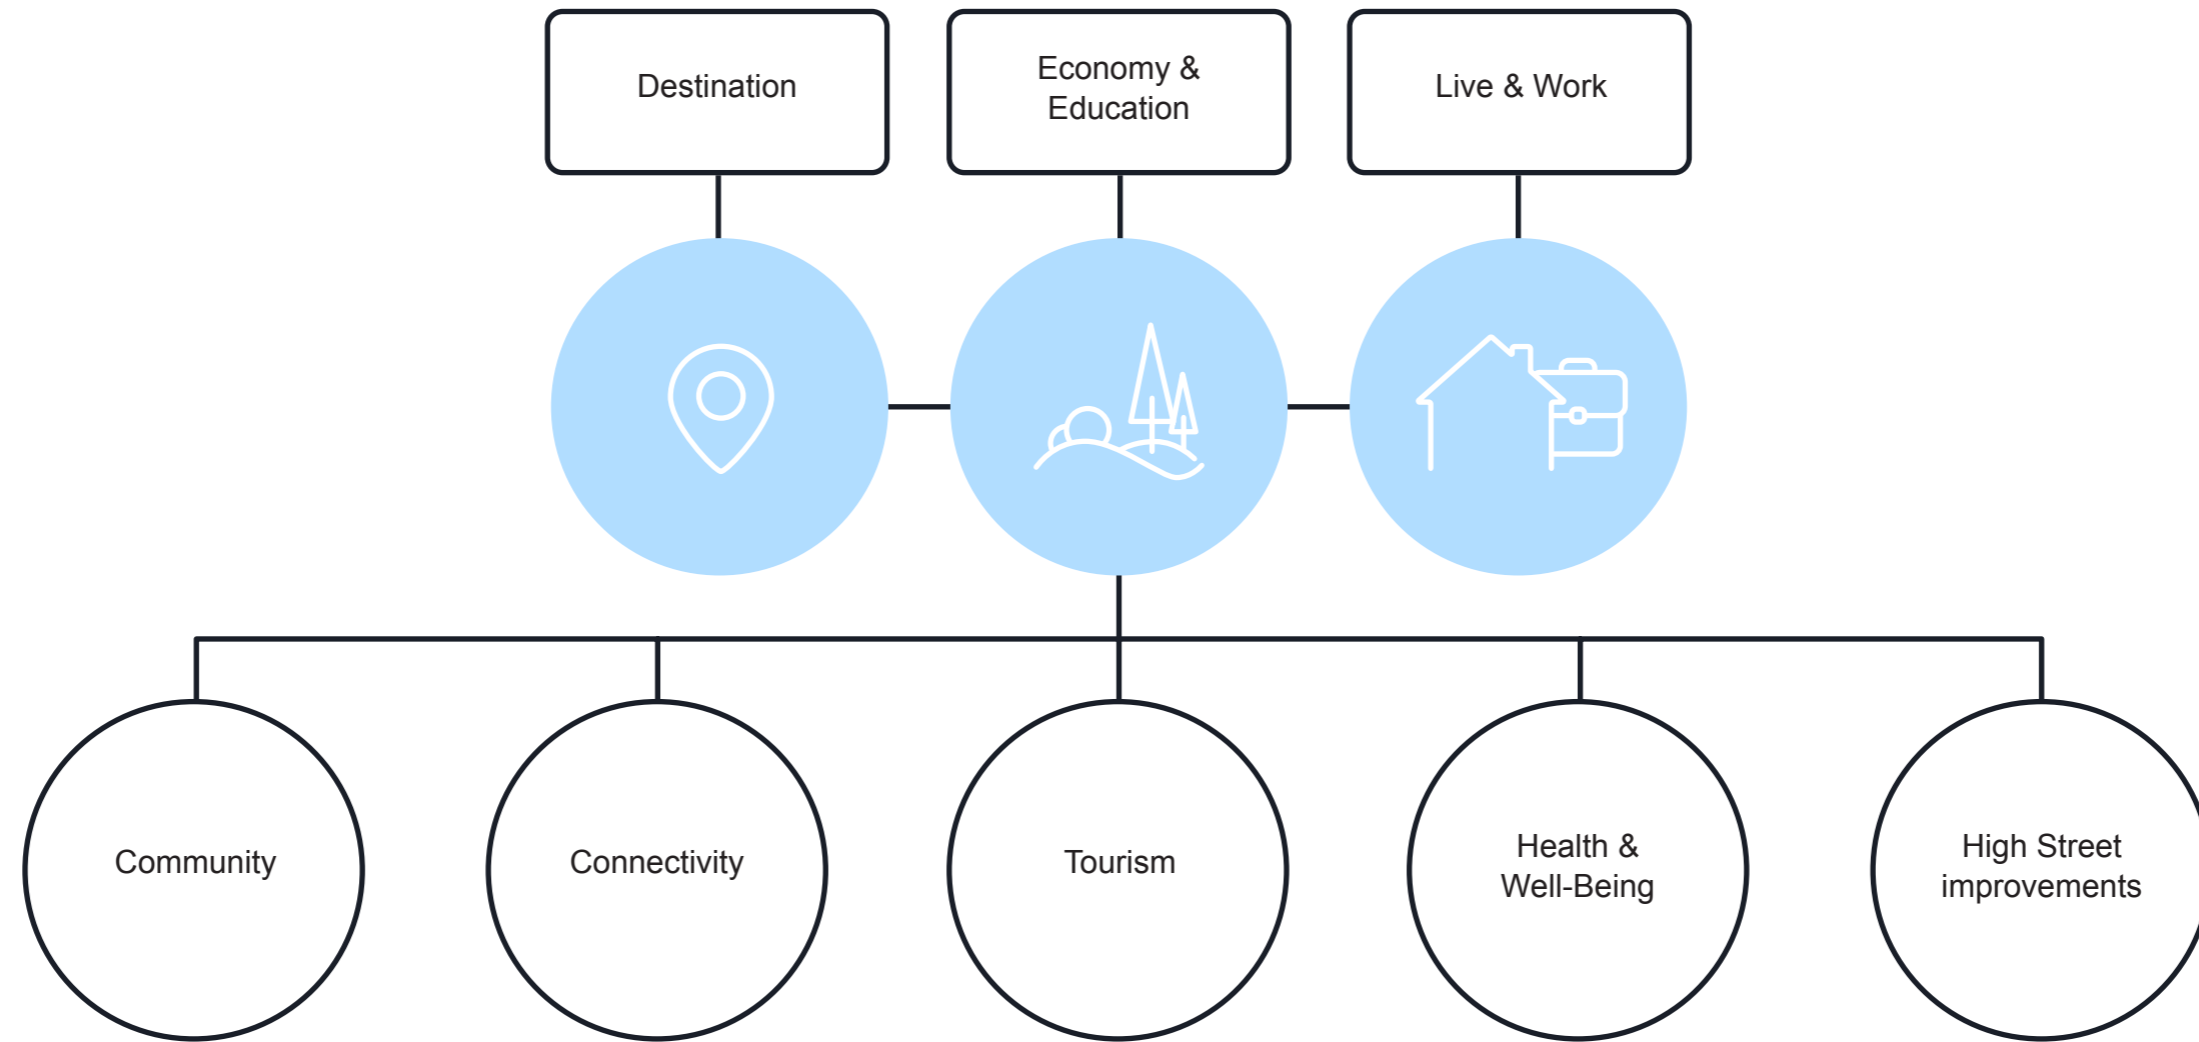 Destination
Economy &
Education
Live & Work
Community
Connectivity
Tourism
Health &
Well-Being
High Street
improvements